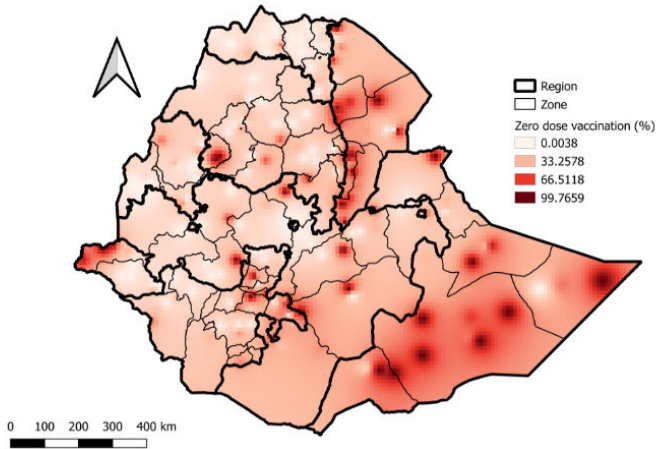 Region
Zone
Zero dose vaccination (%)
0.0038
33.2578
66.5118
99.7659
0 100 200 300 400 km